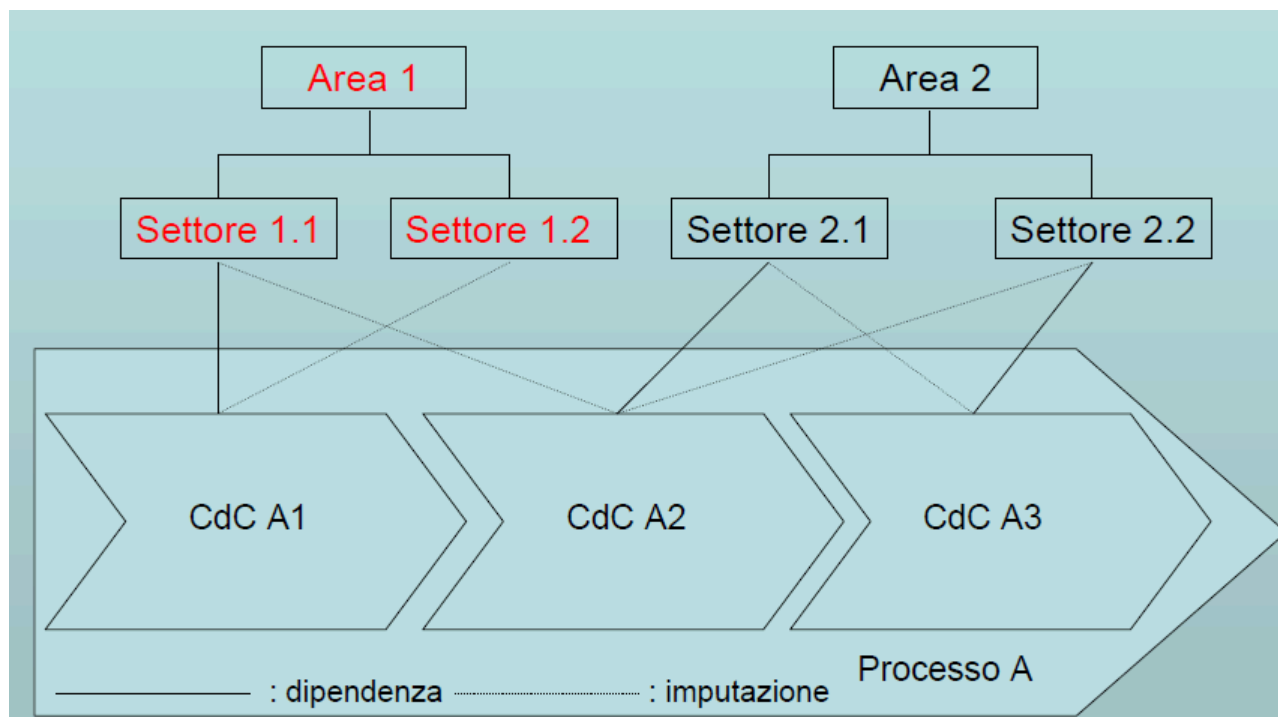 Area 1
Area 2
Settore 1.1
Settore 1.2
Settore 2.1
Settore 2.2
CdC A1
CdC A2
CdC A3
Processo A
: dipendenza
: imputazione